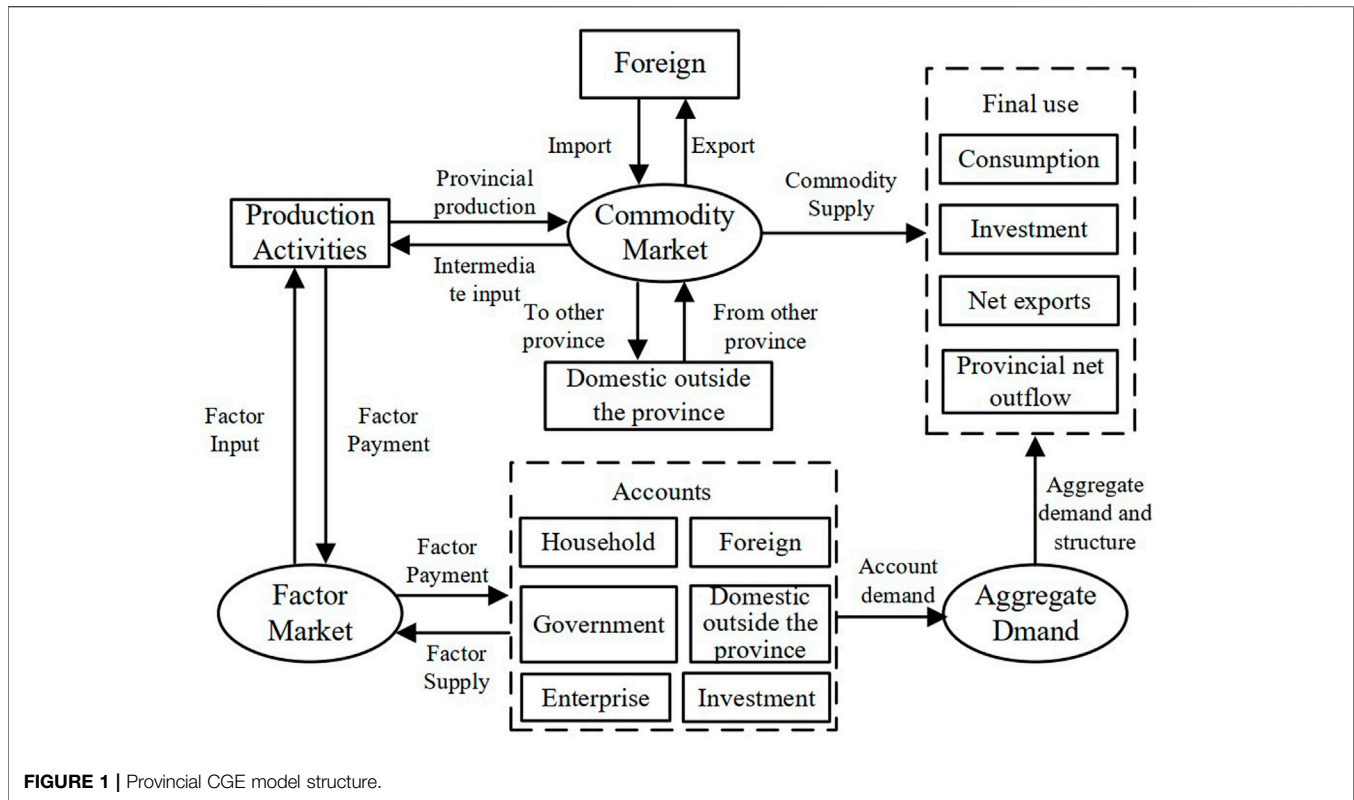 Foreign
Import
Export
Final use
Consumption
Investment
Net exports
Provincial net
outflow
Commodity
Supply
Provincial
production
Production
Activities
Commodity
Market
Intermedia
te input
To other
province
From other
province
Domestic outside
the province
Factor
Input
Factor
Payment
Accounts
Household
Foreign
Government
Domestic
outside the
province
Enterprise
Investment
Factor
Payment
Factor
Market
Factor
Supply
Account
demand
Aggregate
Dmand
Aggregate
demand and
structure
FIGURE 1 | Provincial CGE model structure.